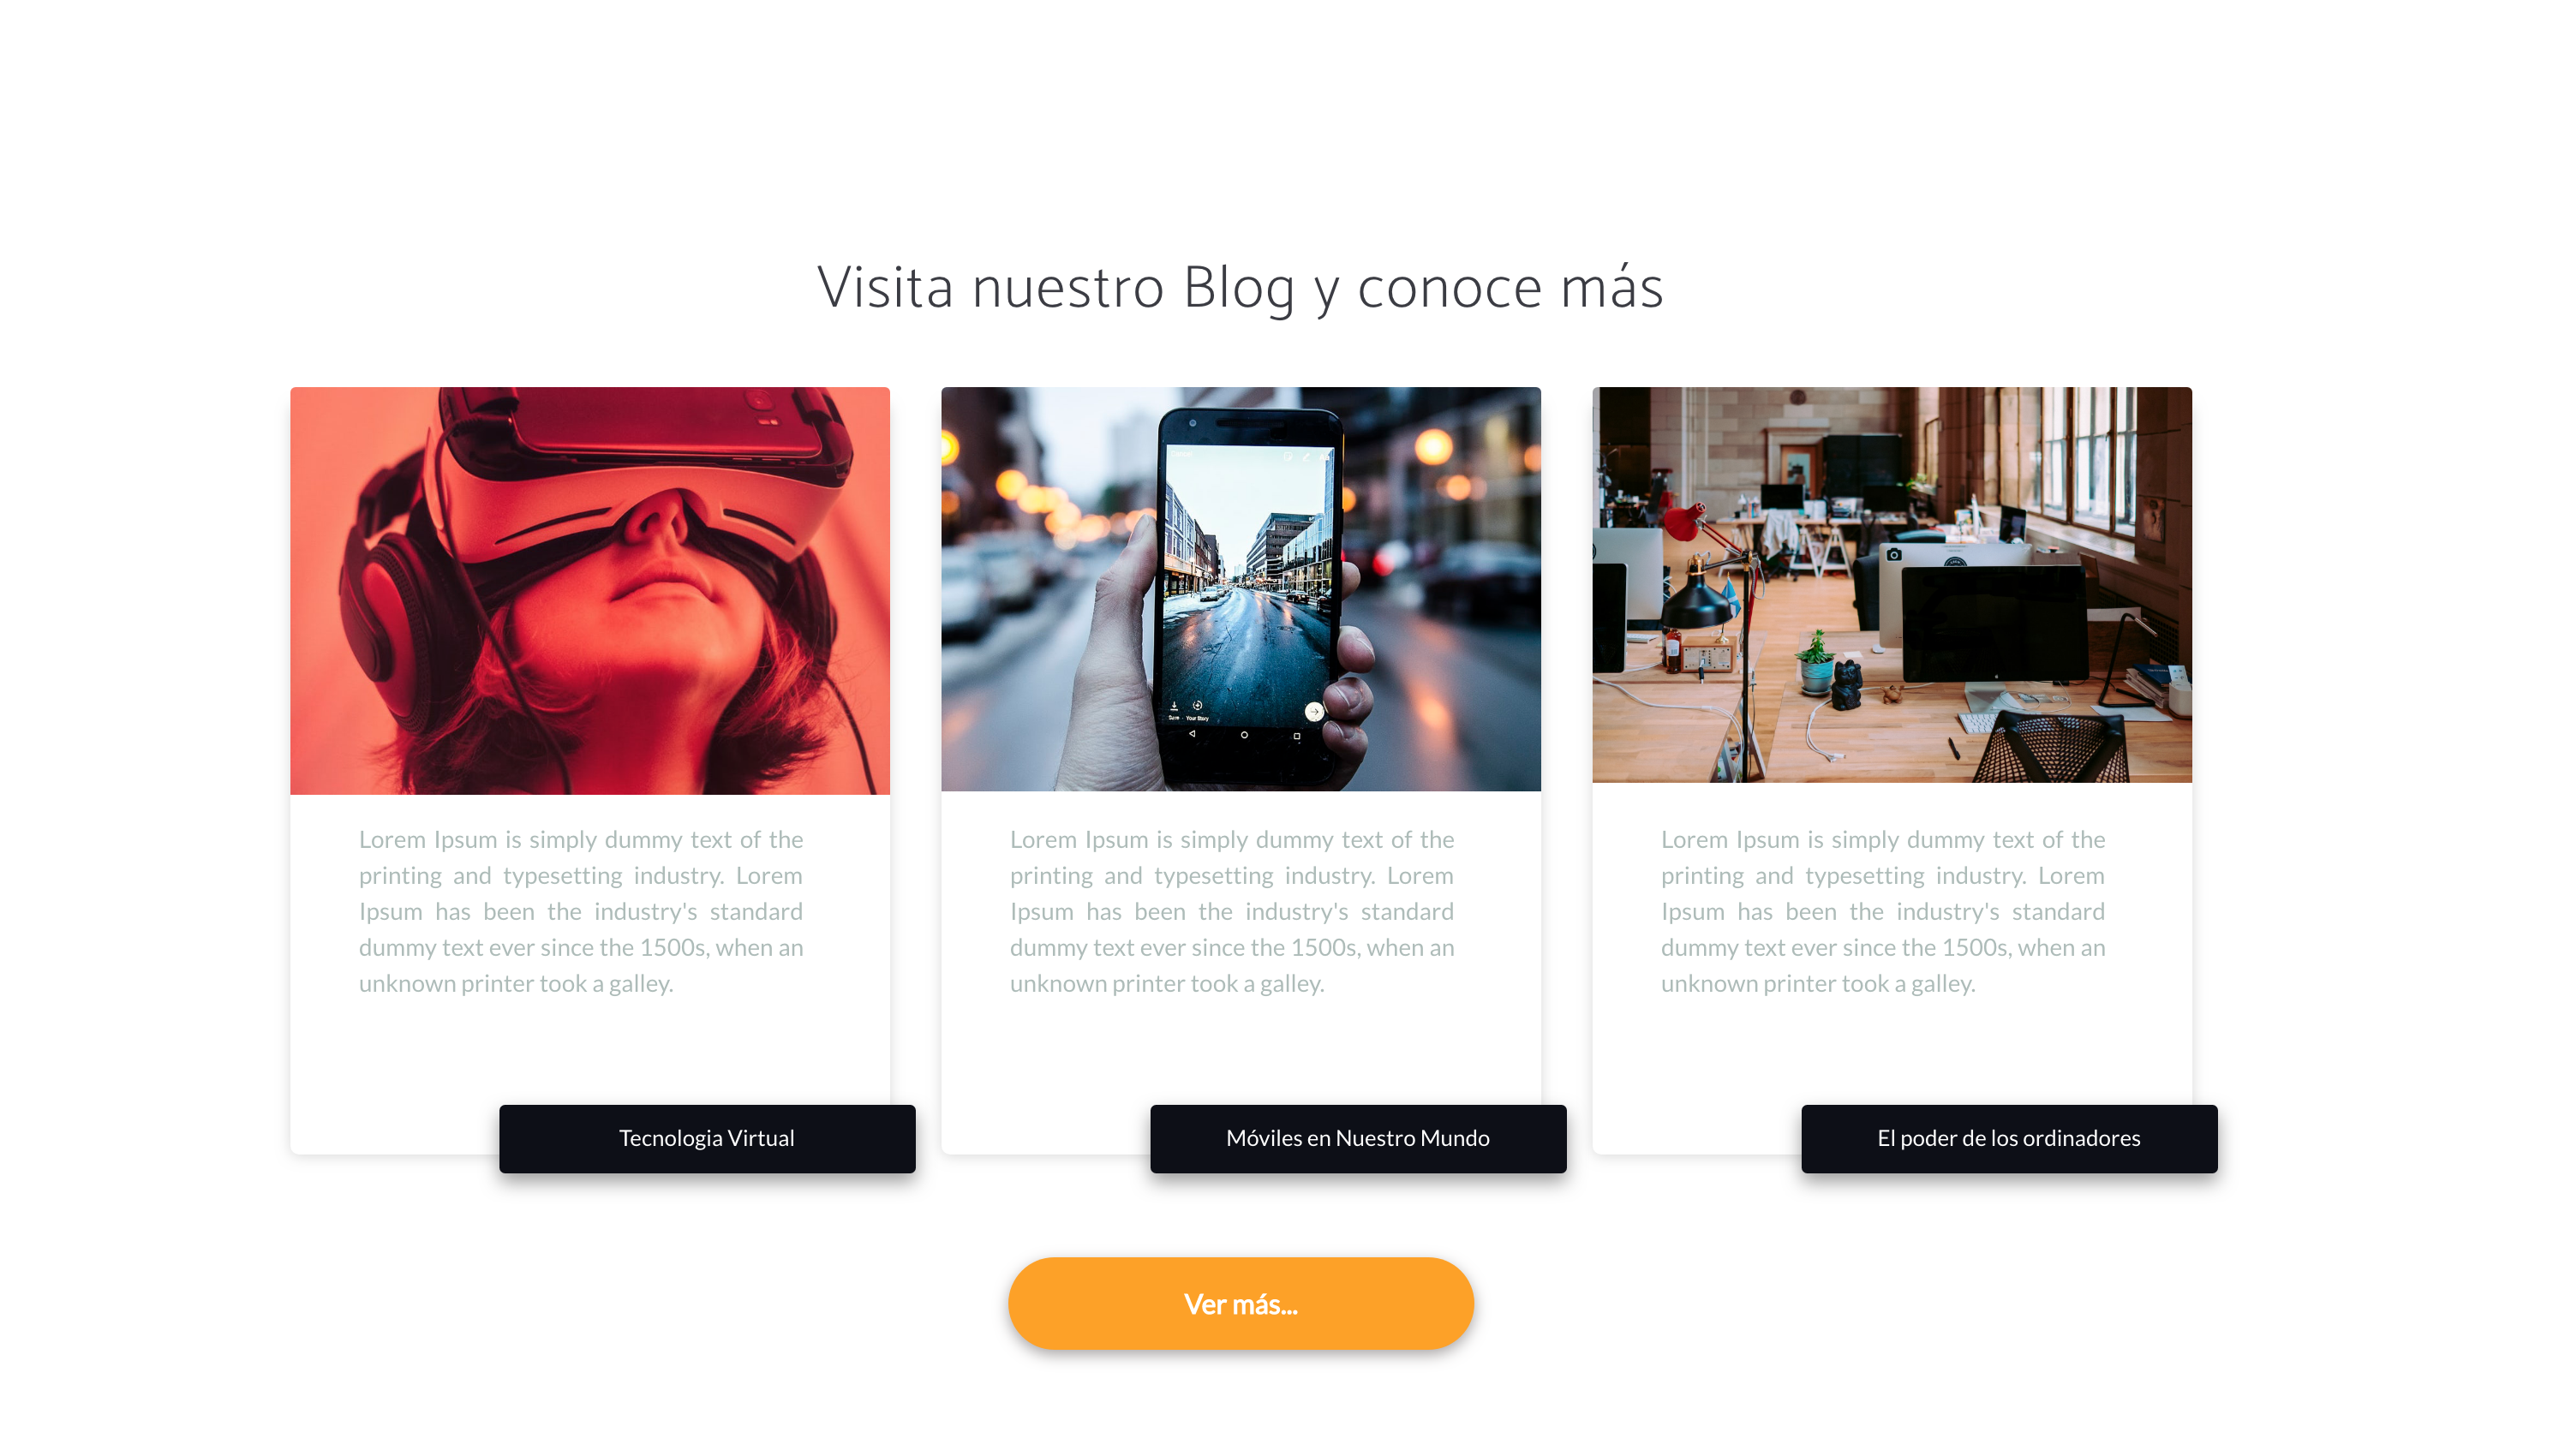 Visita nuestro Blog y conoce más
Save
Your Story
Lorem Ipsum is simply dummy text of the
printing and typesetting industry. Lorem
Ipsum has been the industry's standard
dummy text ever since the 1500s, when an
unknown printer took a galley.
Tecnologia Virtual
Lorem Ipsum is simply dummy text of the
printing and typesetting industry. Lorem
Ipsum has been the industry's standard
dummy text ever since the 1500s, when an
unknown printer took a galley.
Móviles en Nuestro Mundo
Lorem Ipsum is simply dummy text of the
printing and typesetting industry. Lorem
Ipsum has been the industry's standard
dummy text ever since the 1500s, when an
unknown printer took a galley.
El poder de los ordinadores
Ver más...